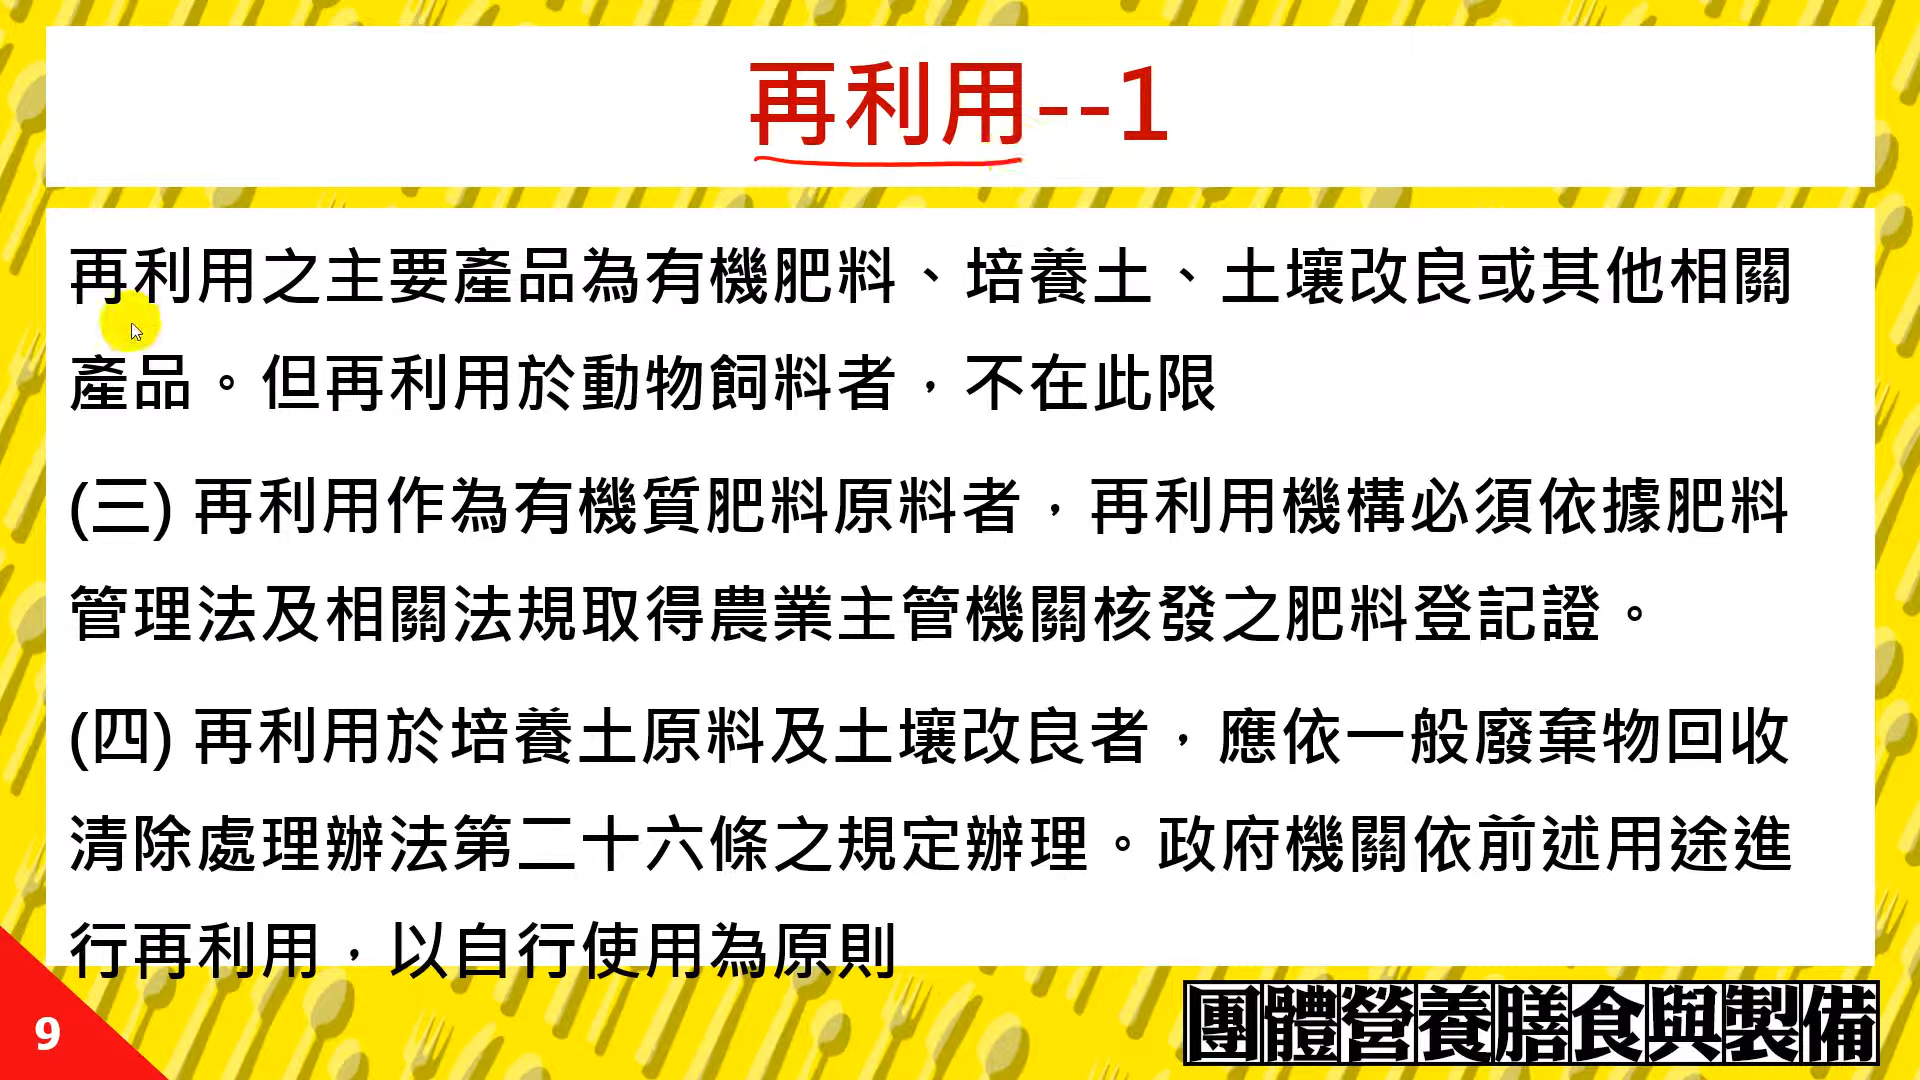 再利用--1
再利用之主要產品為有機肥料、培養土、土壤改良或其他相關
產品。但再利用於動物飼料者，不在此限
(三) 再利用作為有機質肥料原料者，再利用機構必須依據肥料
管理法及相關法規取得農業主管機關核發之肥料登記證。
(四) 再利用於培養土原料及土壤改良者，應依一般廢棄物回收
清除處理辦法第二十六條之規定辦理。政府機關依前述用途進
行再利用，以自行使用為原則
9
團體營養膳食與製備